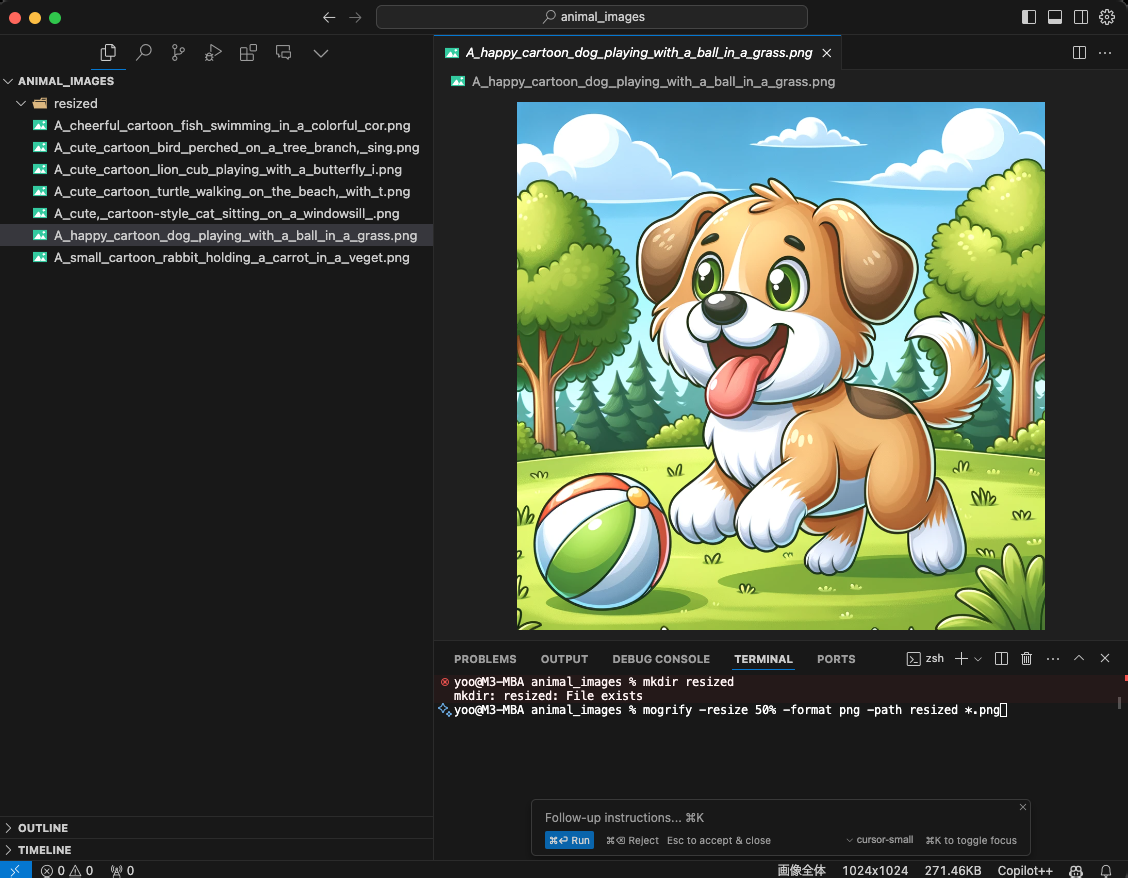 animal_images
ANIMAL_IMAGES
resized
A_cheerful_cartoon_fish_swimming_in_a_colorful_cor.png
A_cute_cartoon_bird_perched_on_a_tree_branch,_sing.png
A_cute_cartoon_lion_cub_playing_with_a_butterfly_i.png
A_cute_cartoon_turtle_walking_on_the_beach,_with_t.png
A_cute,_cartoon-style_cat_sitting_on_a_windowsill_.png
A_happy_cartoon_dog_playing_with_a_ball_in_a_grass.png
A_small_cartoon_rabbit_holding_a_carrot_in_a_veget.png
OUTLINE
TIMELINE
A_happy_cartoon_dog_playing_with_a_ball_in_a_grass.png
A_happy_cartoon_dog_playing_with_a_ball_in_a_grass.png
PROBLEMS OUTPUT DEBUG CONSOLE TERMINAL PORTS zsh
yoo@M3-MBA animal_images % mkdir resized
mkdir: resized: File exists
yoo@M3-MBA animal_images % mogrify -resize 50% -format png -path resized *.png
Follow-up instructions... ⌘K
⌘⏎ Run ⌘⌫ Reject Esc to accept & close cursor-small ⌘K to toggle focus
0 0 0 画像全体 1024x1024 271.46KB Copilot++